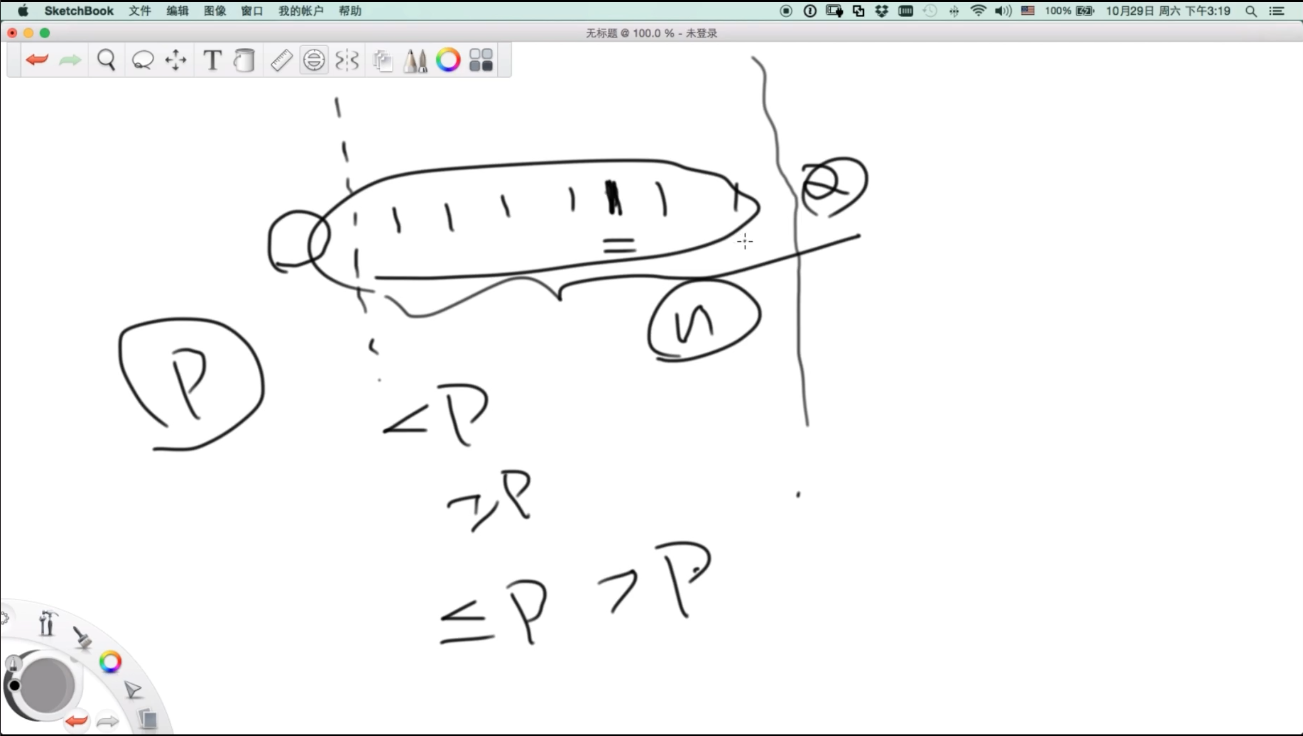 SketchBook 文件 编辑 图像 窗口 我的帐户 帮助 100% 10月29日 周六 下午3:19
无标题 @ 100.0 % - 未登录
T
=
n
P
<P
≥P
≤P >P